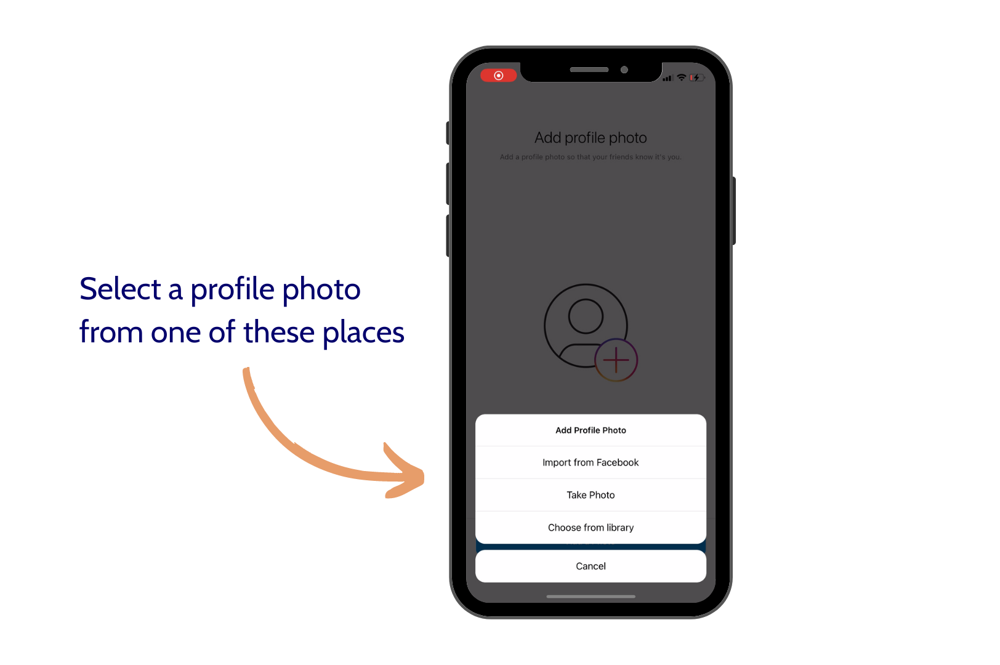 Add profile photo
Add a profile photo so that your friends know it's you.
Select a profile photo
from one of these places
Add Profile Photo
Import from Facebook
Take Photo
Choose from library
Cancel